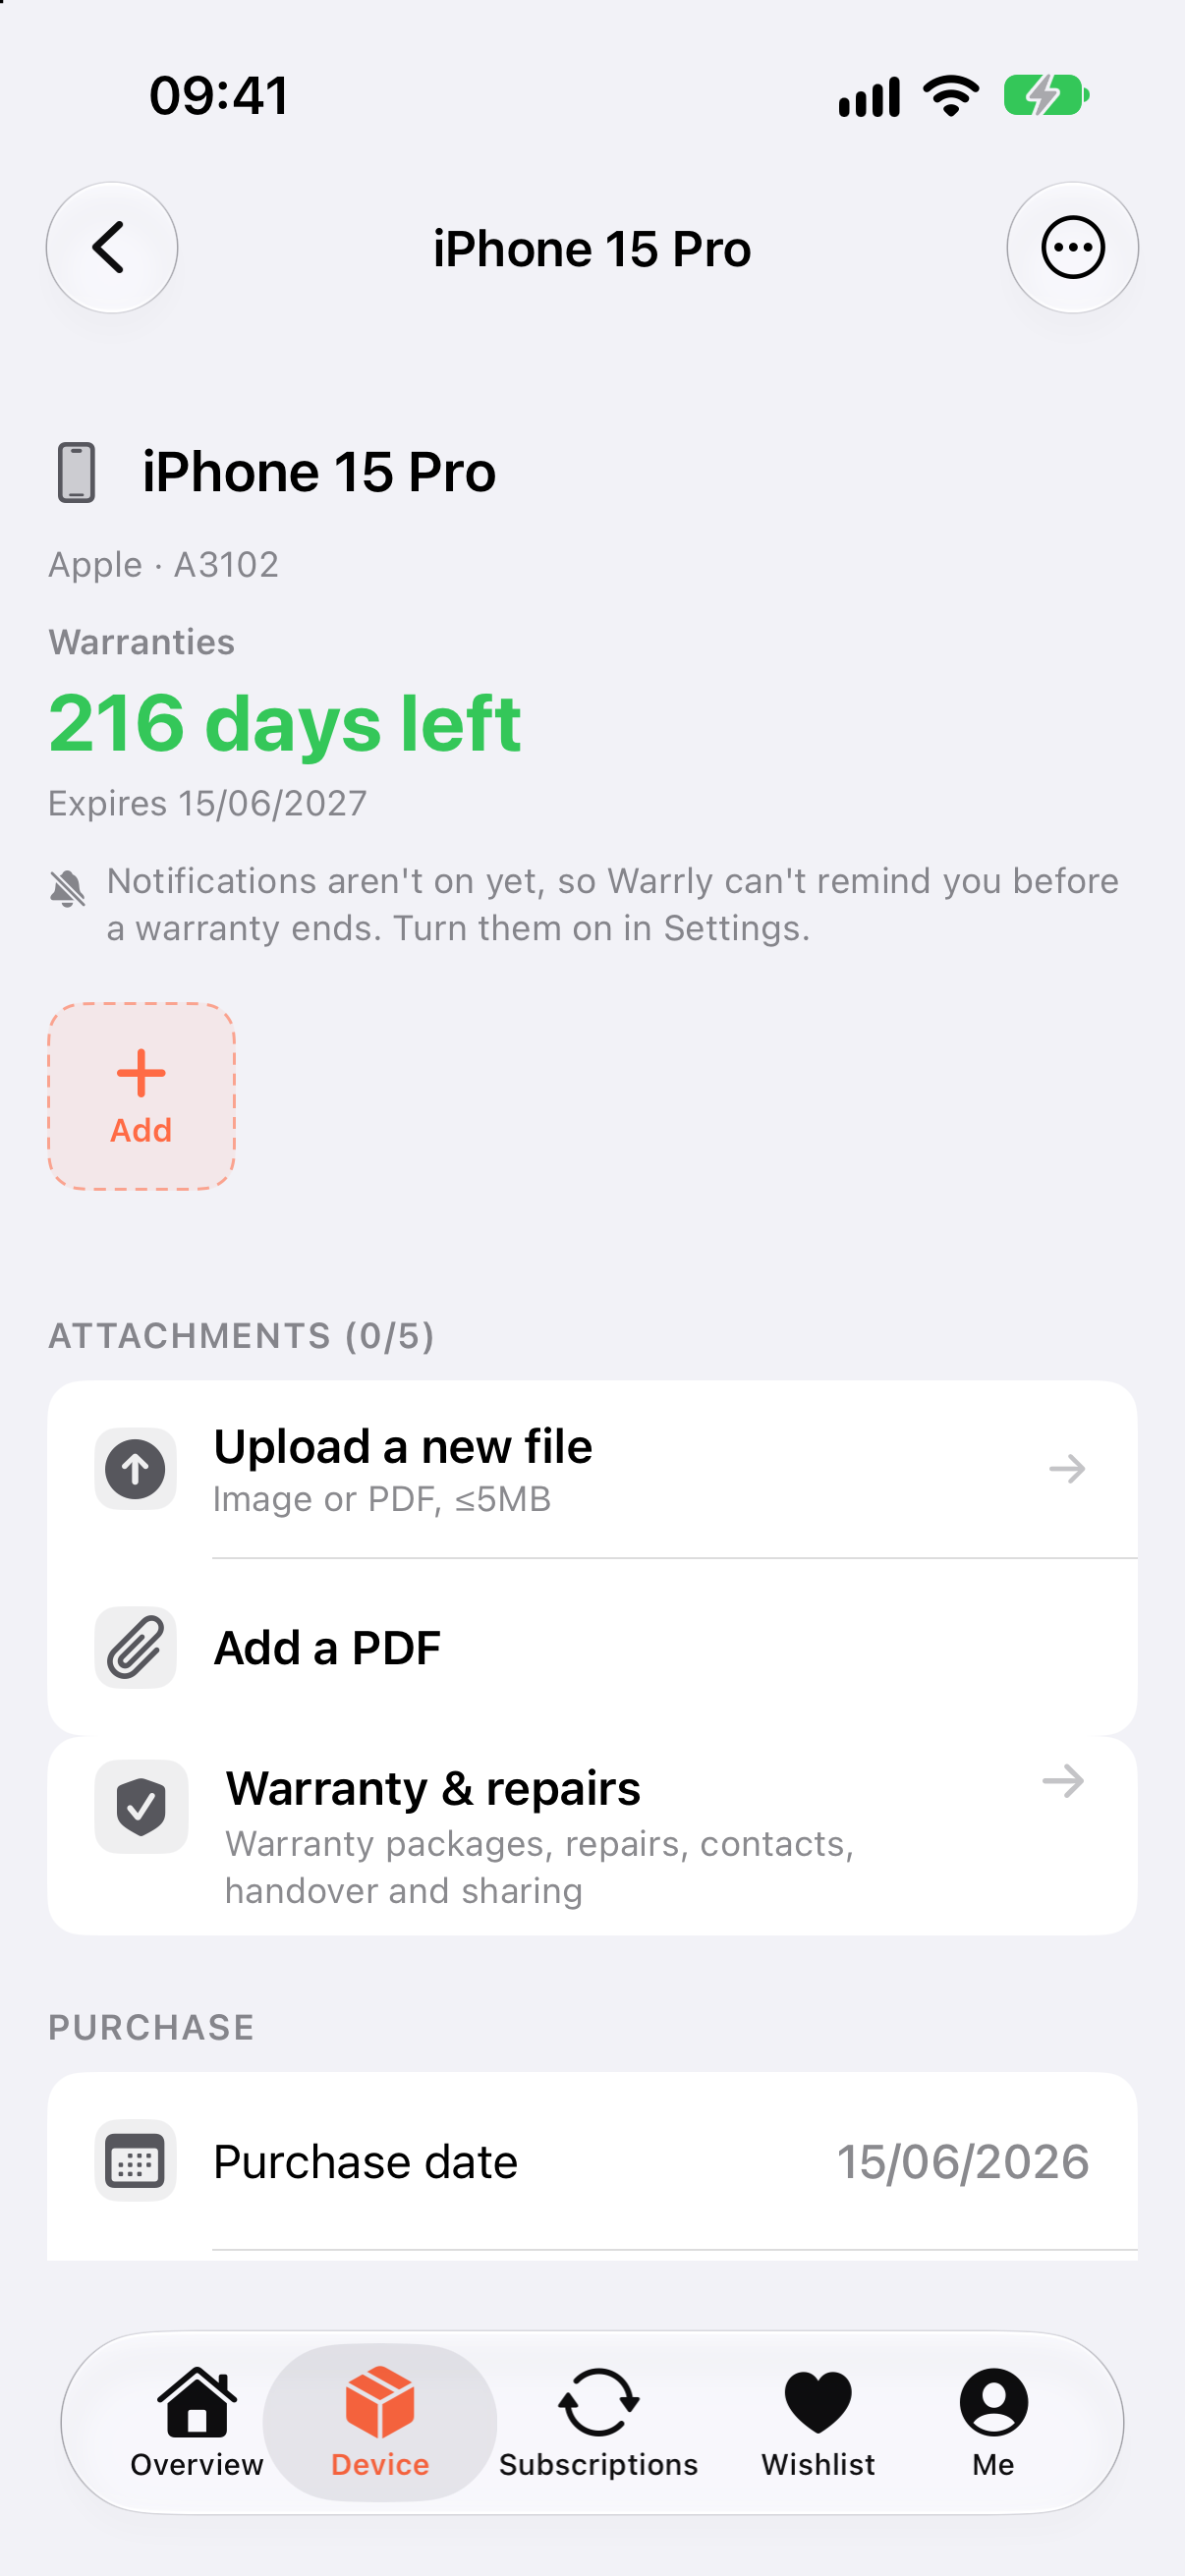 09:41
iPhone 15 Pro
iPhone 15 Pro
Apple · A3102
Warranties
216 days left
Expires 15/06/2027
Notifications aren't on yet, so Warrly can't remind you before
a warranty ends. Turn them on in Settings.
Add
ATTACHMENTS (0/5)
Upload a new file
Image or PDF, ≤5MB
Add a PDF
Warranty & repairs
Warranty packages, repairs, contacts,
handover and sharing
PURCHASE
Purchase date
15/06/2026
Overview
Device
Subscriptions
Wishlist
Me